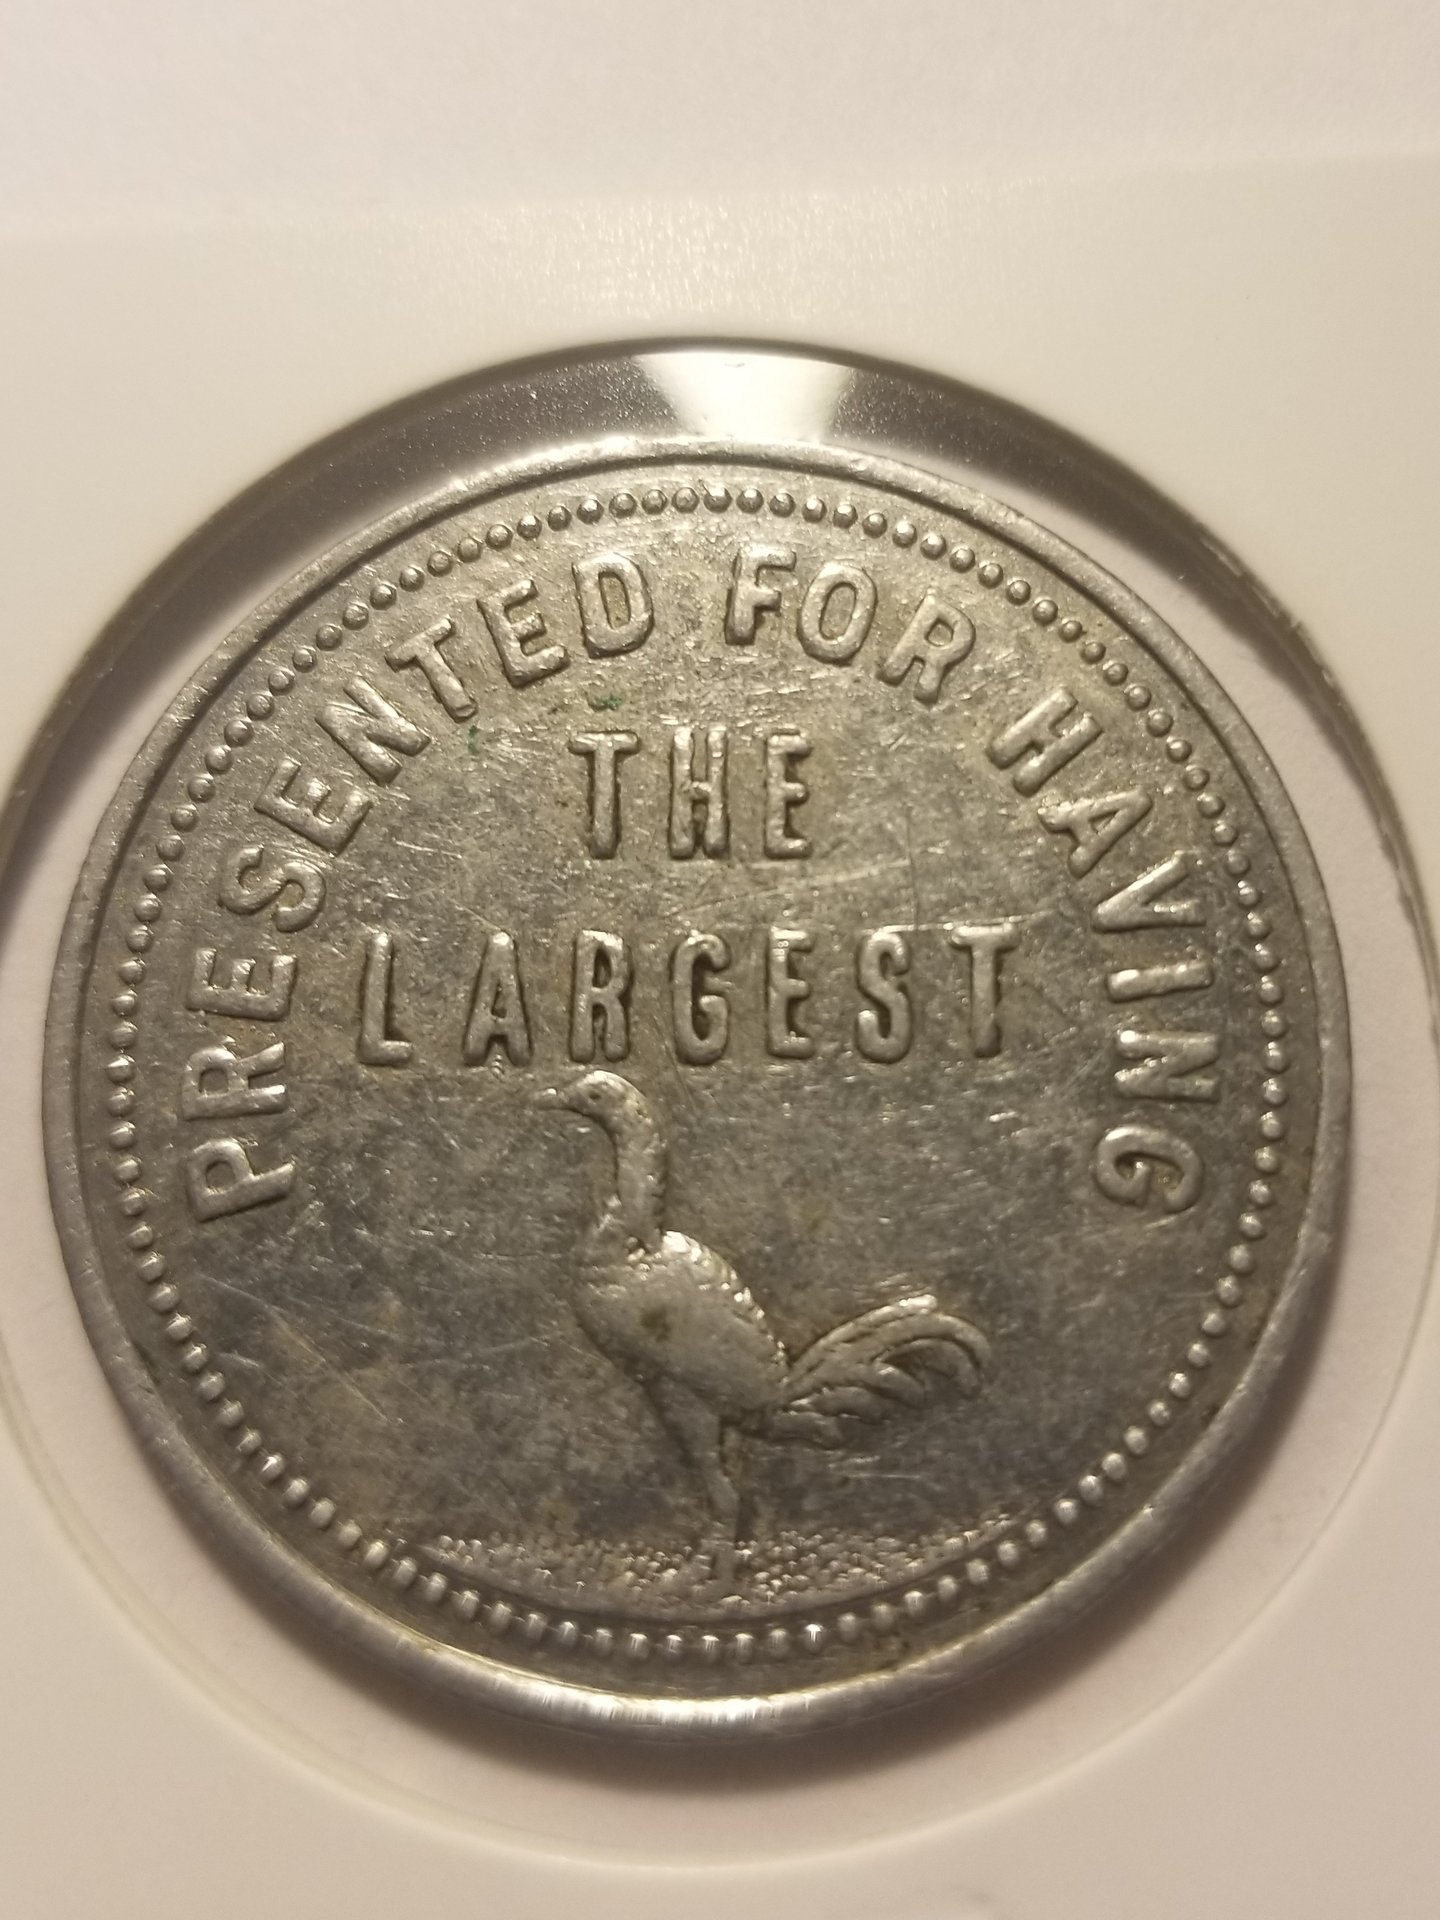 PRESENTED FOR HAVING
THE
LARGEST